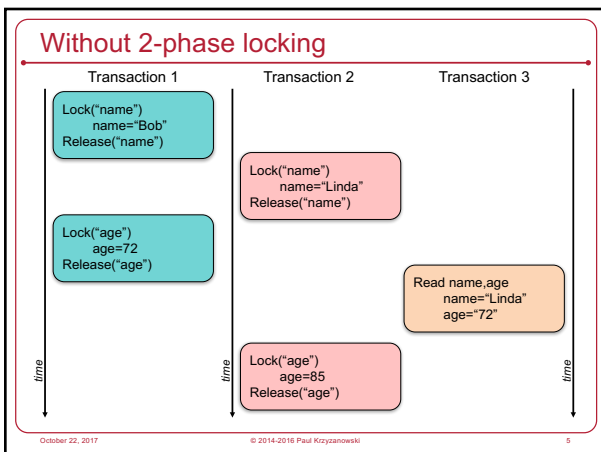 Without 2-phase locking
Transaction 1
Transaction 2
Transaction 3
Lock(“name”)
name=“Bob”
Release(“name”)
Lock(“name”)
name=“Linda”
Release(“name”)
Lock(“age”)
age=72
Release(“age”)
Read name,age
name=“Linda”
age=“72”
Lock(“age”)
age=85
Release(“age”)
time
time
time
October 22, 2017
© 2014-2016 Paul Krzyzanowski
5